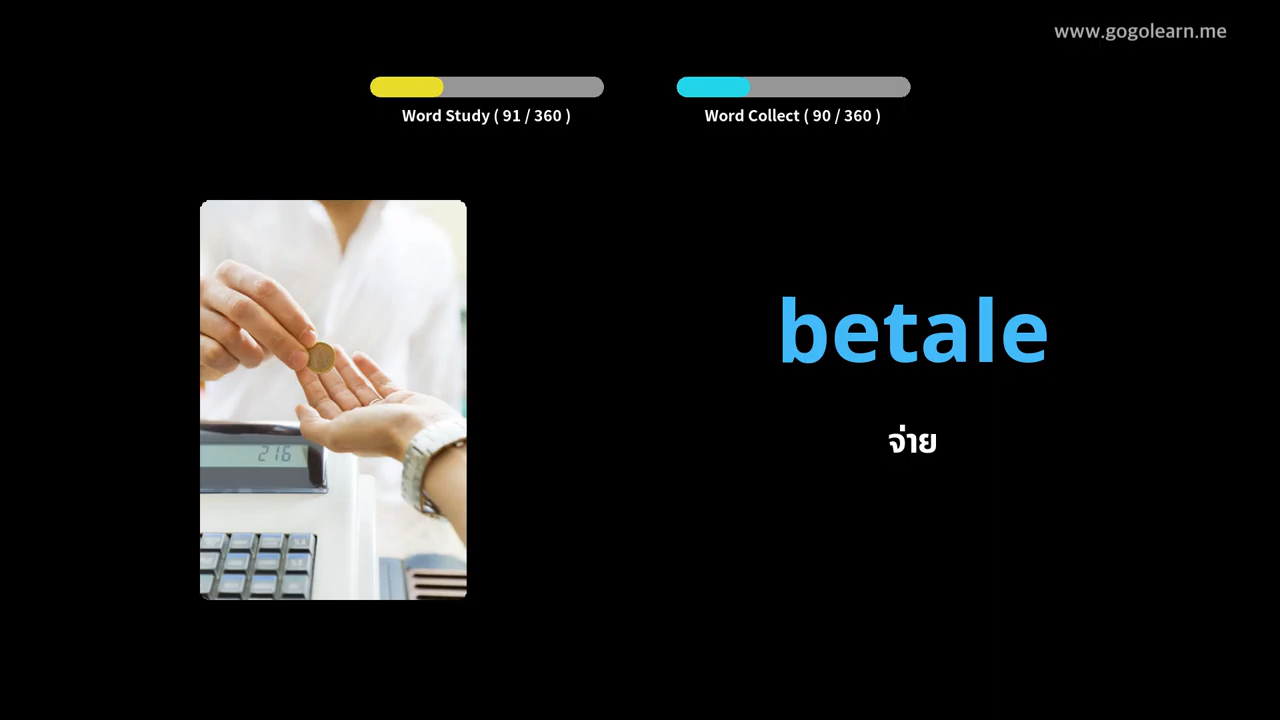 www.gogolearn.me
Word Study ( 91 / 360 )
Word Collect ( 90 / 360 )
betale
จ่าย
216